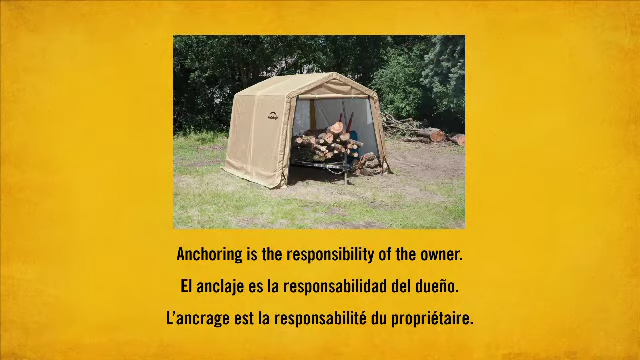 Anchoring is the responsibility of the owner.
El anclaje es la responsabilidad del dueño.
L'ancrage est la responsabilité du propriétaire.